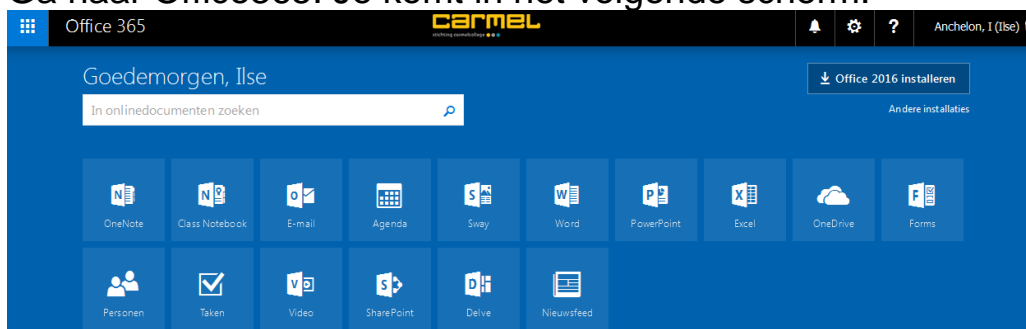 Ga naar Office365. Je komt in het volgende scherm:
Office 365
carmel
stichting carmelcollege
Anchelon, I (Ilse)
Goedemorgen, Ilse
Office 2016 installeren
In onlinedocumenten zoeken
Andere installaties
OneNote
Class Notebook
E-mail
Agenda
Sway
Word
PowerPoint
Excel
OneDrive
Forms
Personen
Taken
Video
SharePoint
Delve
Nieuwsfeed